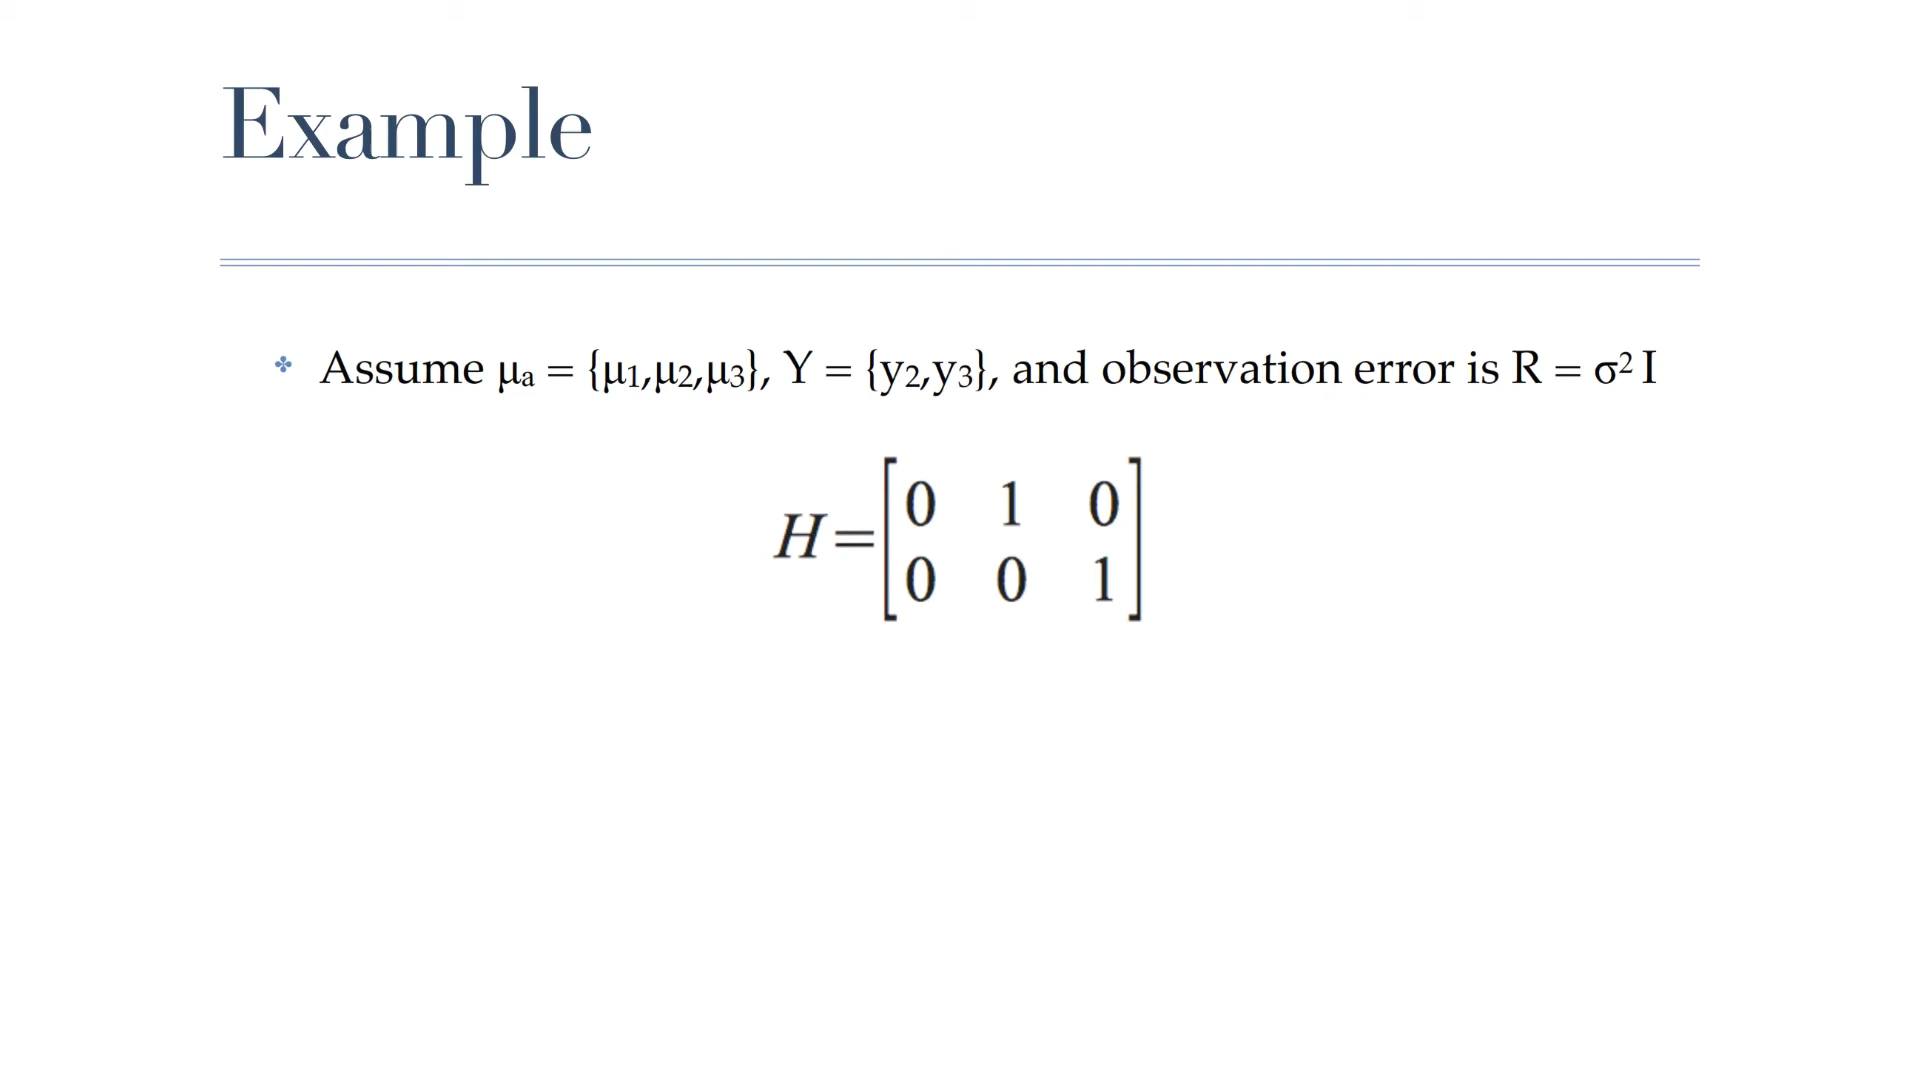 Example
Assume μₐ = {μ₁,μ₂,μ₃}, Y = {y₂,y₃}, and observation error is R = σ² I
H = [0 1 0
0 0 1]